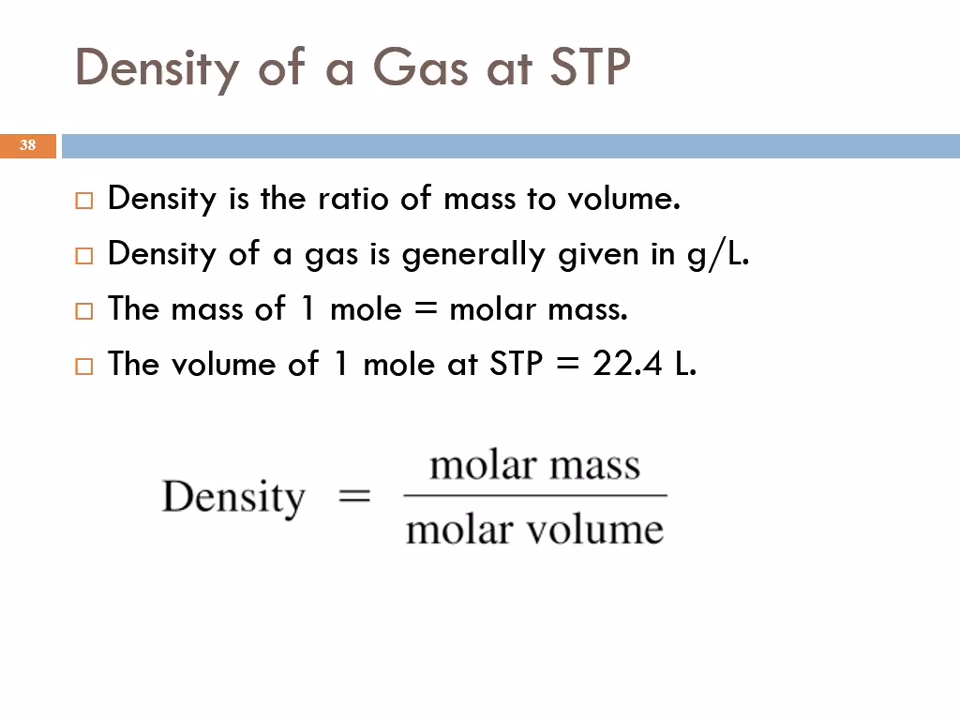 Density of a Gas at STP
38
Density is the ratio of mass to volume.
Density of a gas is generally given in g/L.
The mass of 1 mole = molar mass.
The volume of 1 mole at STP = 22.4 L.
molar mass
Density =
molar volume